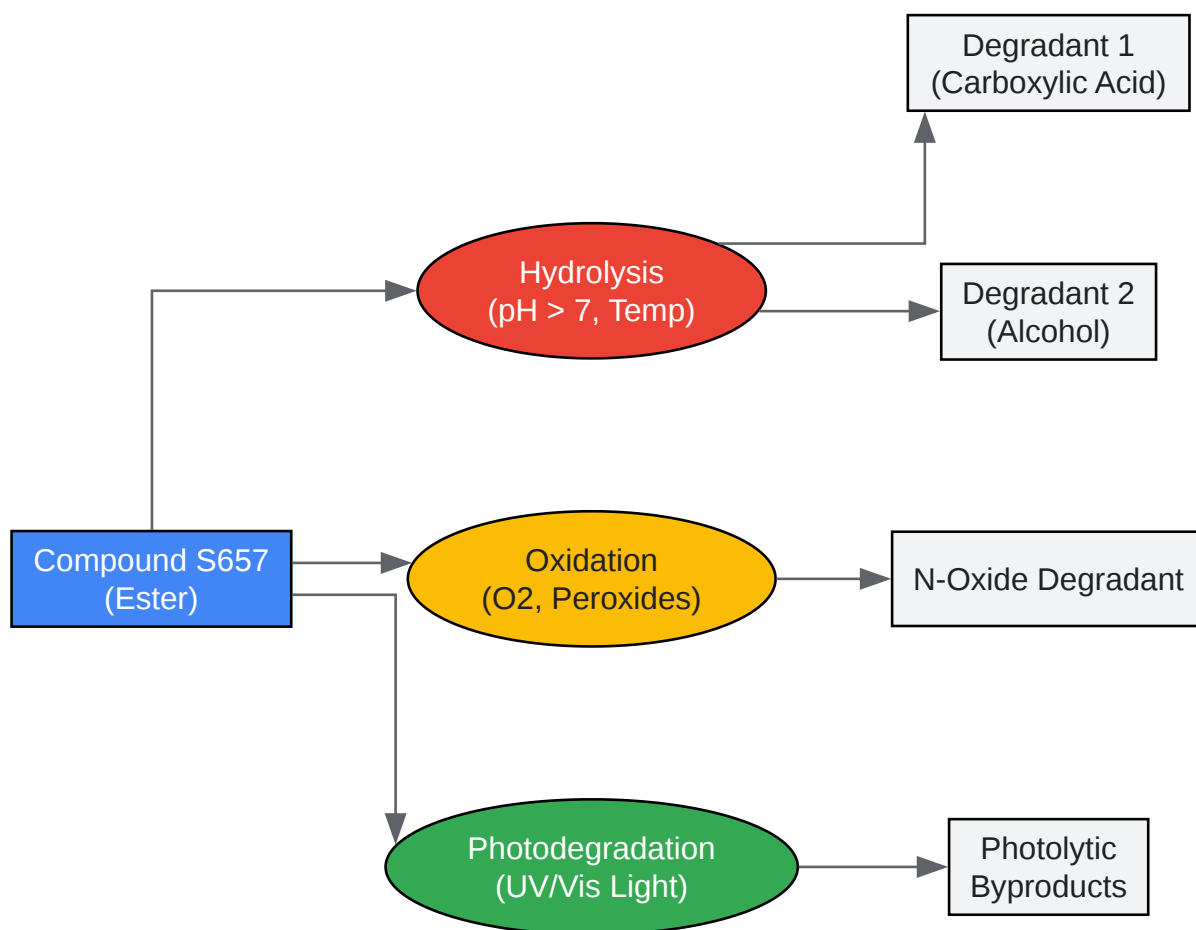 Degradant 1
(Carboxylic Acid)
Hydrolysis
(pH > 7, Temp)
Degradant 2
(Alcohol)
Compound S657
(Ester)
Oxidation
(O2, Peroxides)
N-Oxide Degradant
Photodegradation
(UV/Vis Light)
Photolytic
Byproducts